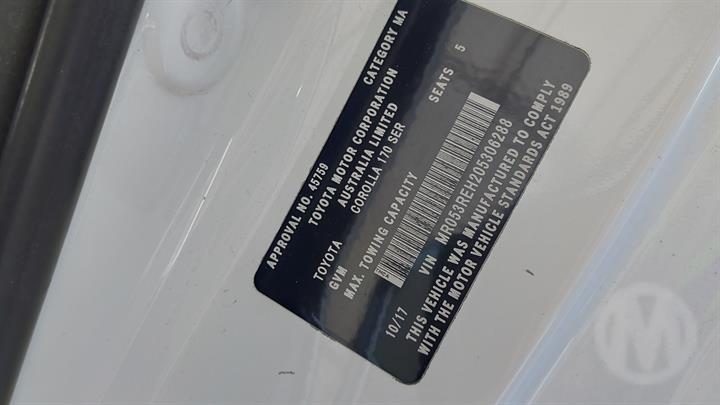 APPROVAL NO. 45759 CATEGORY MA
TOYOTA MOTOR CORPORATION
AUSTRALIA LIMITED
TOYOTA COROLLA 170 SER
GVM SEATS 5
MAX. TOWING CAPACITY
10/17 VIN MR053REH205306288
THIS VEHICLE WAS MANUFACTURED TO COMPLY
WITH THE MOTOR VEHICLE STANDARDS ACT 1989
M